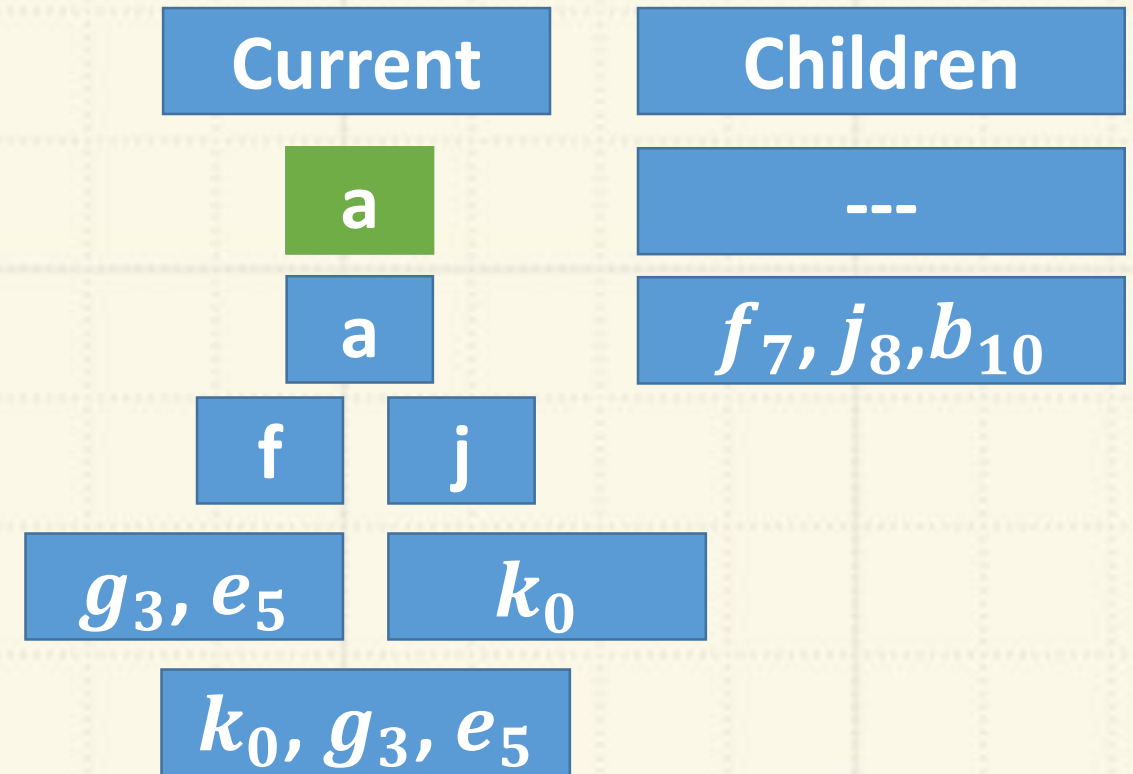 Current Children
a ---
a f₇, j₈,b₁₀
f j
g₃, e₅ k₀
k₀, g₃, e₅